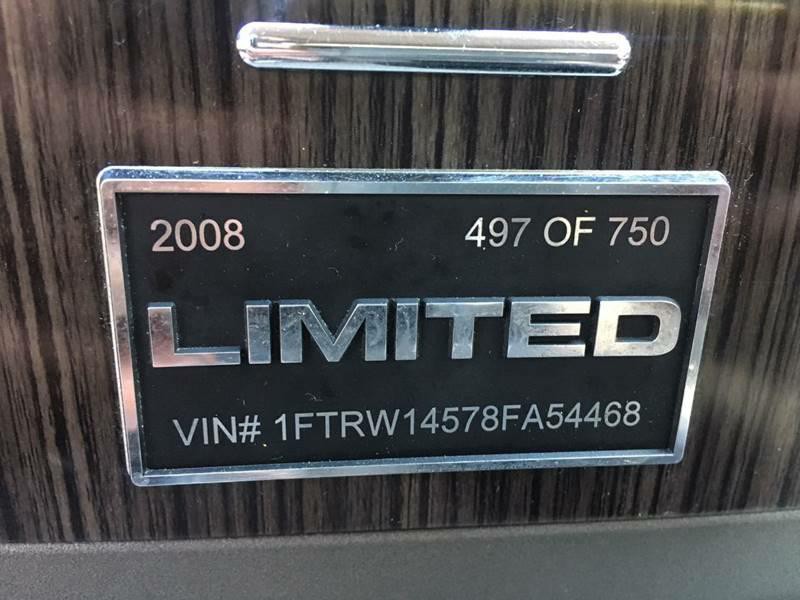 2008 497 OF 750
LIMITED
VIN# 1FTRW14578FA54468